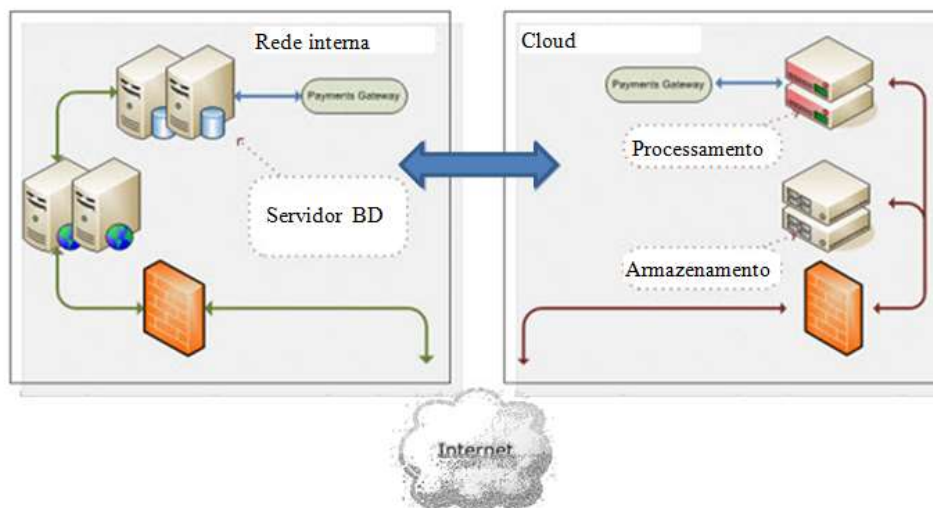 Rede interna
Payments Gateway
Servidor BD
Cloud
Payments Gateway
Processamento
Armazenamento
Internet